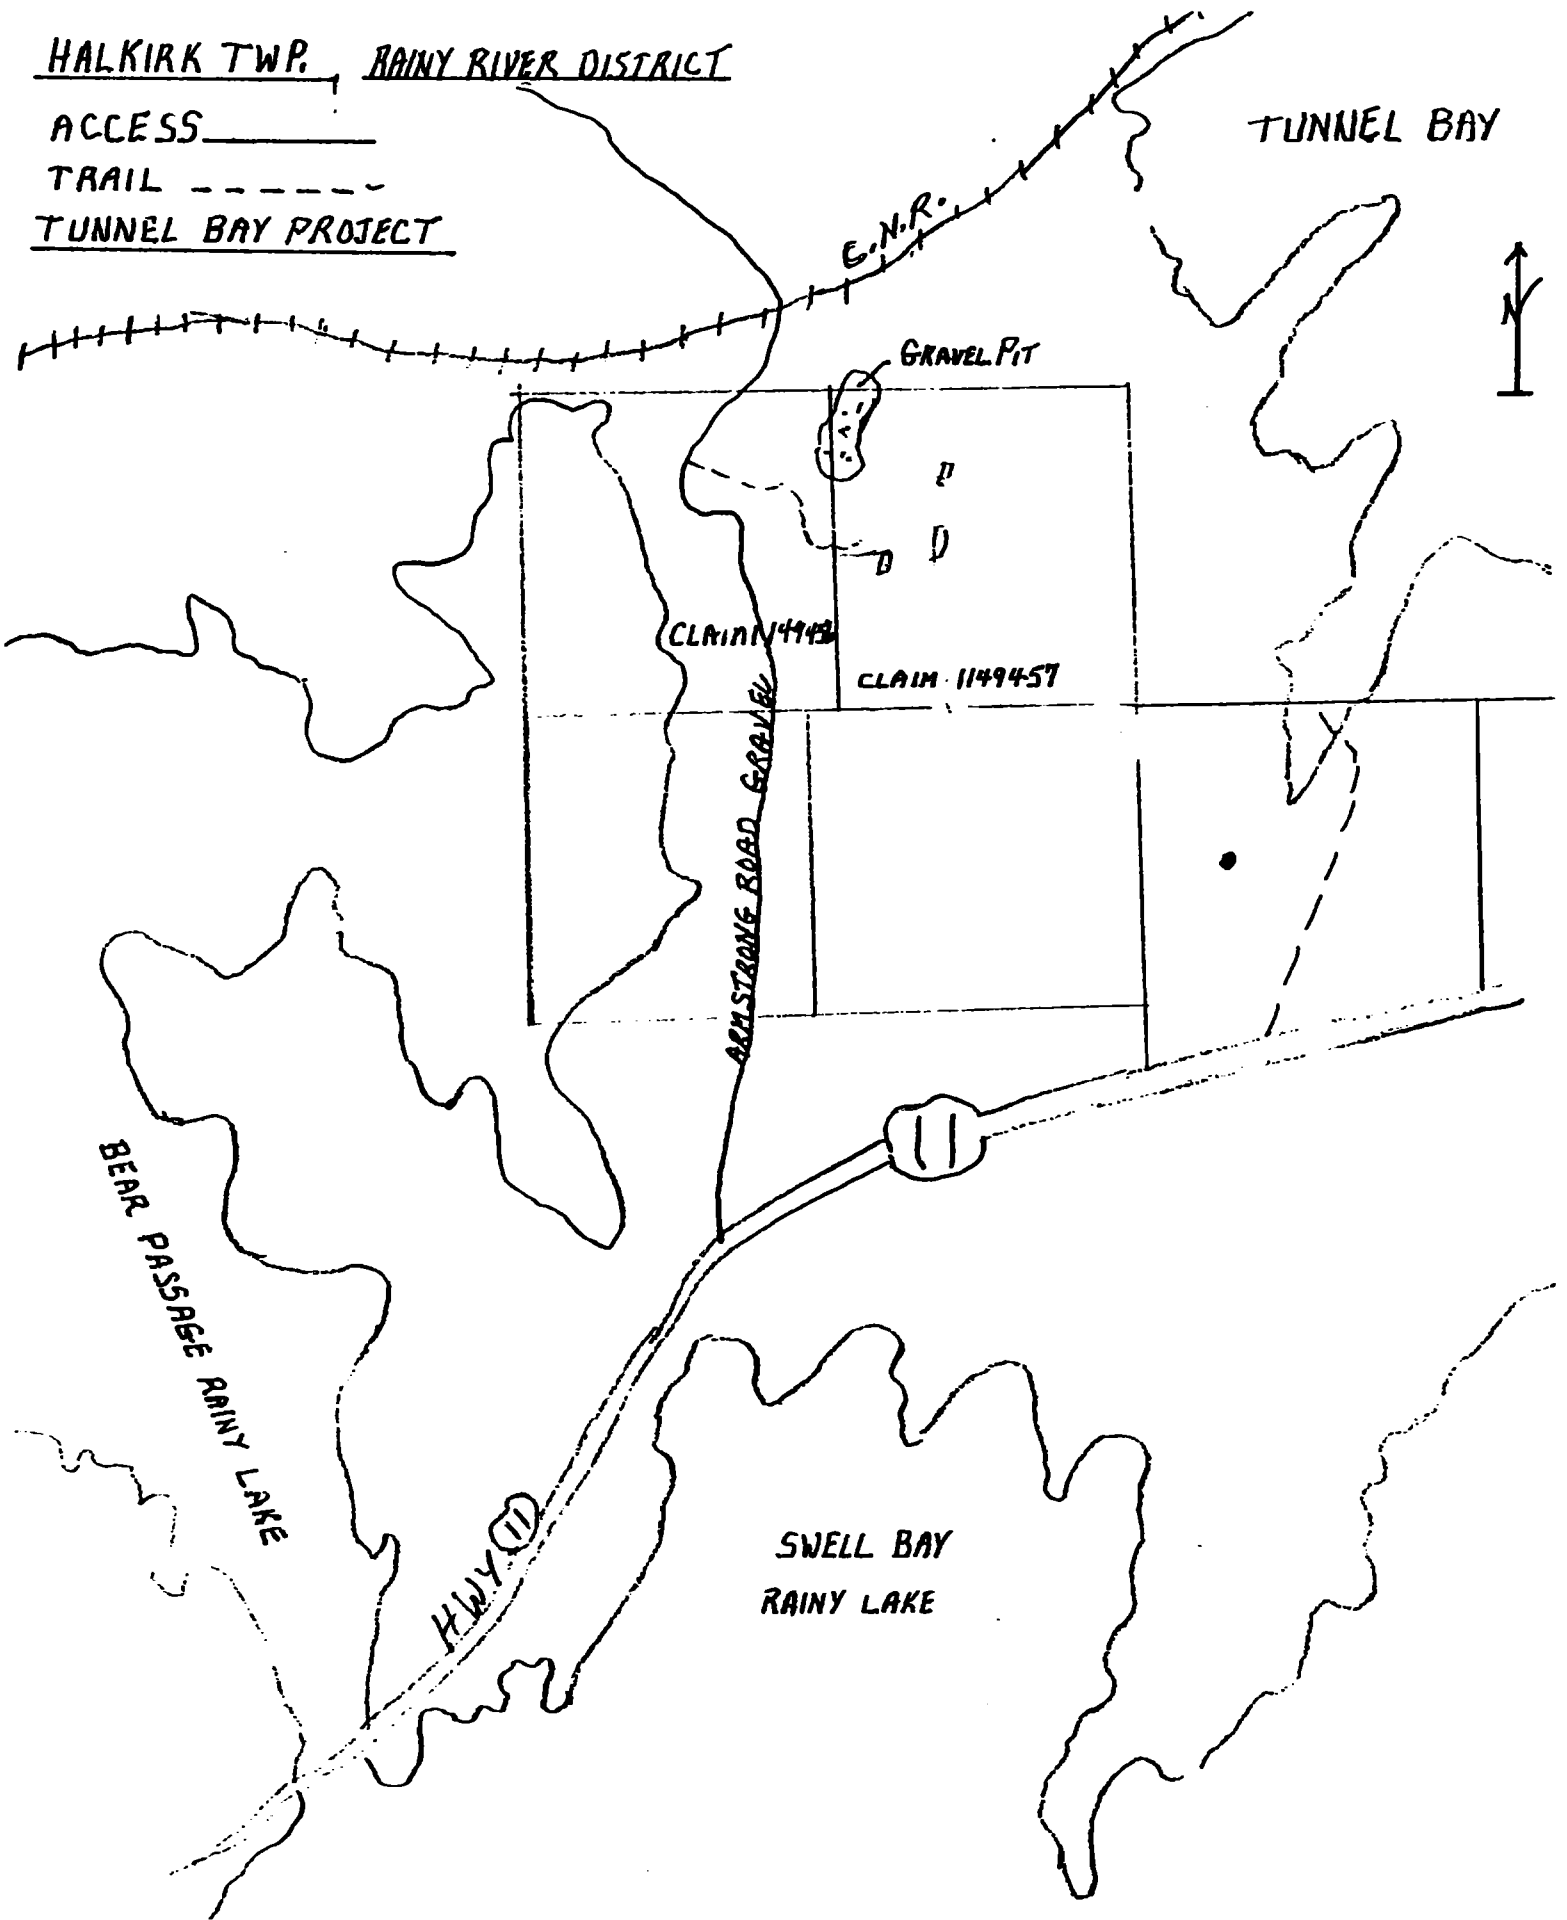 HALKIRK TWP. RAINY RIVER DISTRICT
ACCESS
TRAIL
TUNNEL BAY PROJECT
TUNNEL BAY
C.N.R.
N
GRAVEL PIT
CLAIM 1149456
CLAIM 1149457
ARMSTRONG ROAD GRAVEL
11
BEAR PASSAGE RAINY LAKE
HWY 11
SWELL BAY
RAINY LAKE